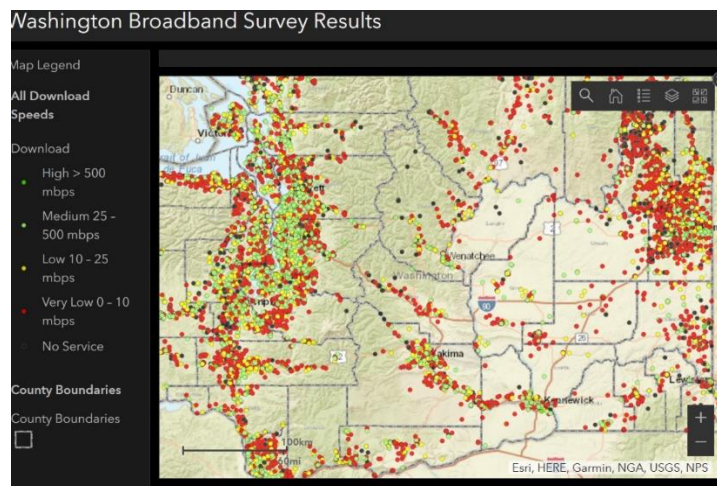 Washington Broadband Survey Results
Map Legend
All Download
Speeds
Download
High > 500
mbps
Medium 25 –
500 mbps
Low 10 – 25
mbps
Very Low 0 – 10
mbps
No Service
County Boundaries
County Boundaries
Duncan
Victor
Wenatchee
Washington
90
Yakima
Kennewick
100km
60mi
+
−
Esri, HERE, Garmin, NGA, USGS, NPS